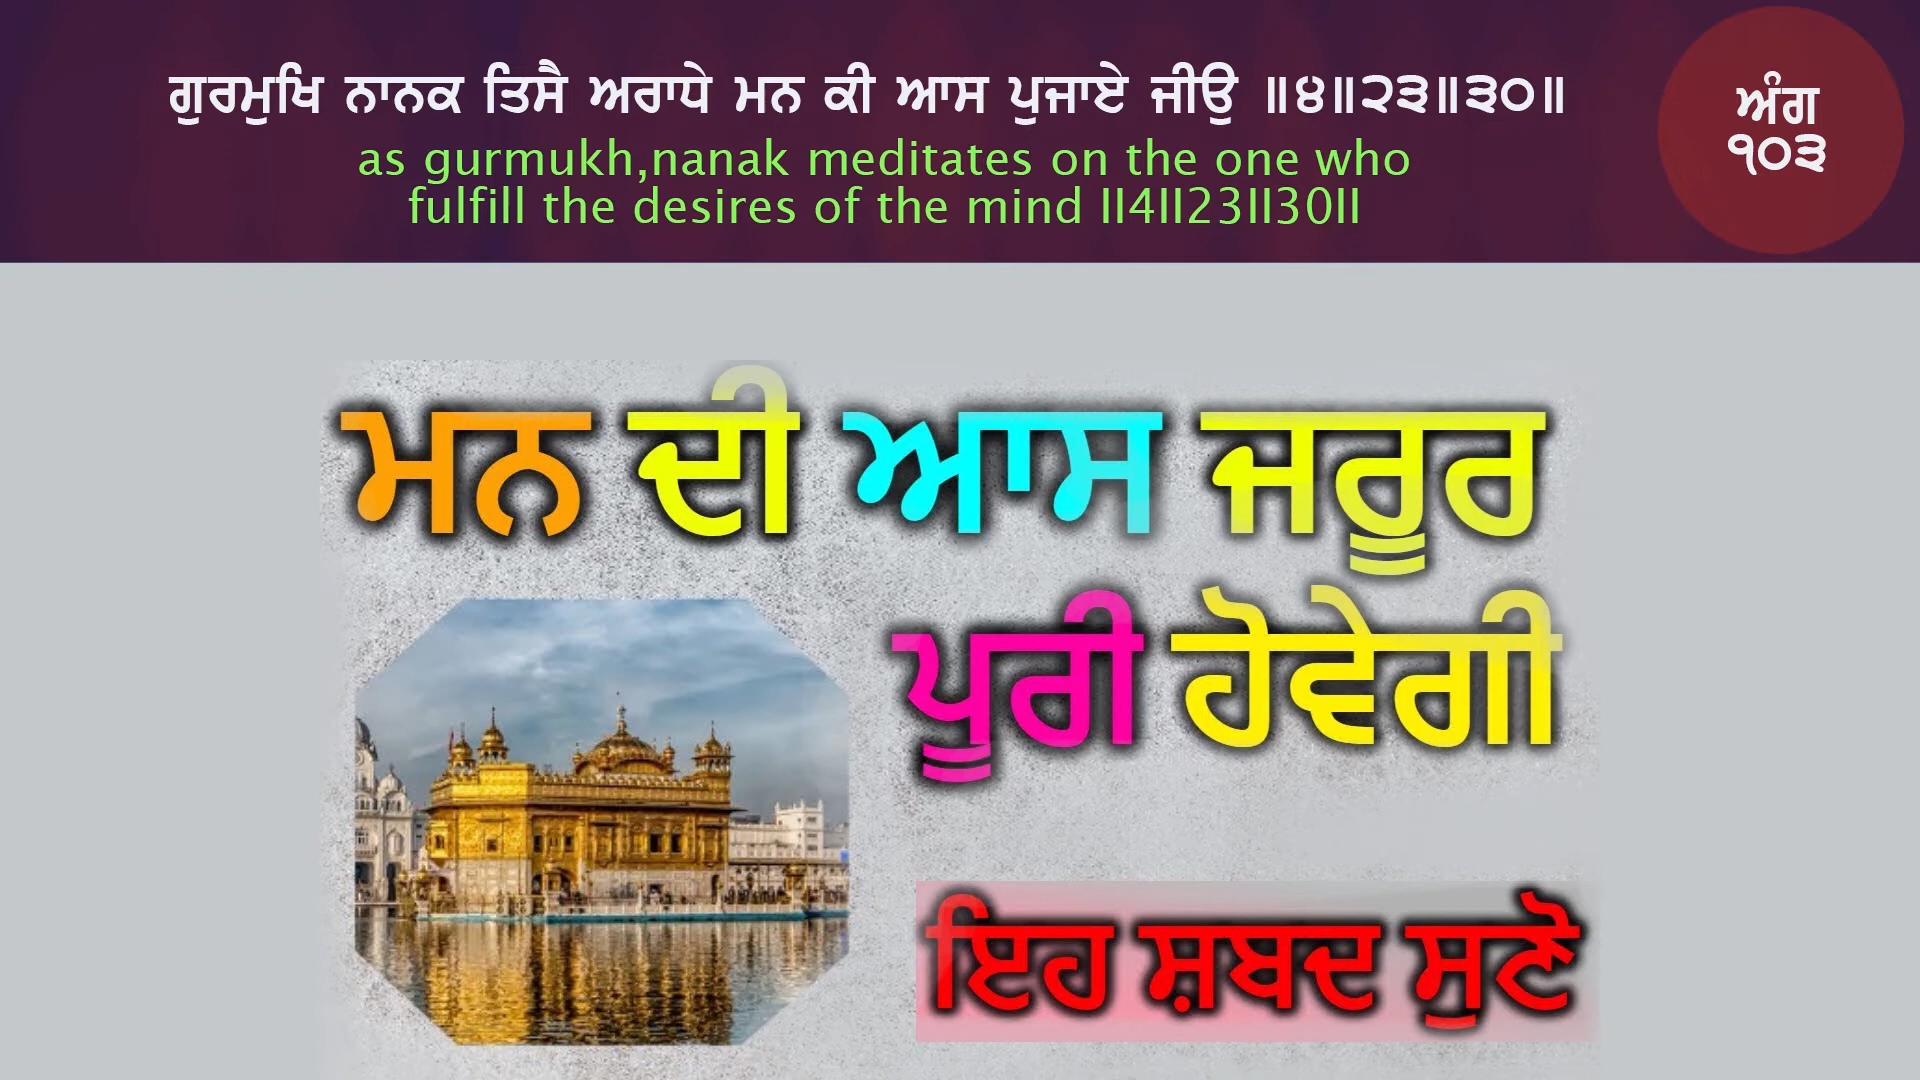 ਗੁਰਮੁਖਿ ਨਾਨਕ ਤਿਸੈ ਅਰਾਧੇ ਮਨ ਕੀ ਆਸ ਪੁਜਾਏ ਜੀਉ ॥੪॥੨੩॥੩੦॥
as gurmukh,nanak meditates on the one who
fulfill the desires of the mind ll4ll23ll30ll
ਅੰਗ
੧੦੩
ਮਨ ਦੀ ਆਸ ਜਰੂਰ
ਪੂਰੀ ਹੋਵੇਗੀ
ਇਹ ਸ਼ਬਦ ਸੁਣੋ